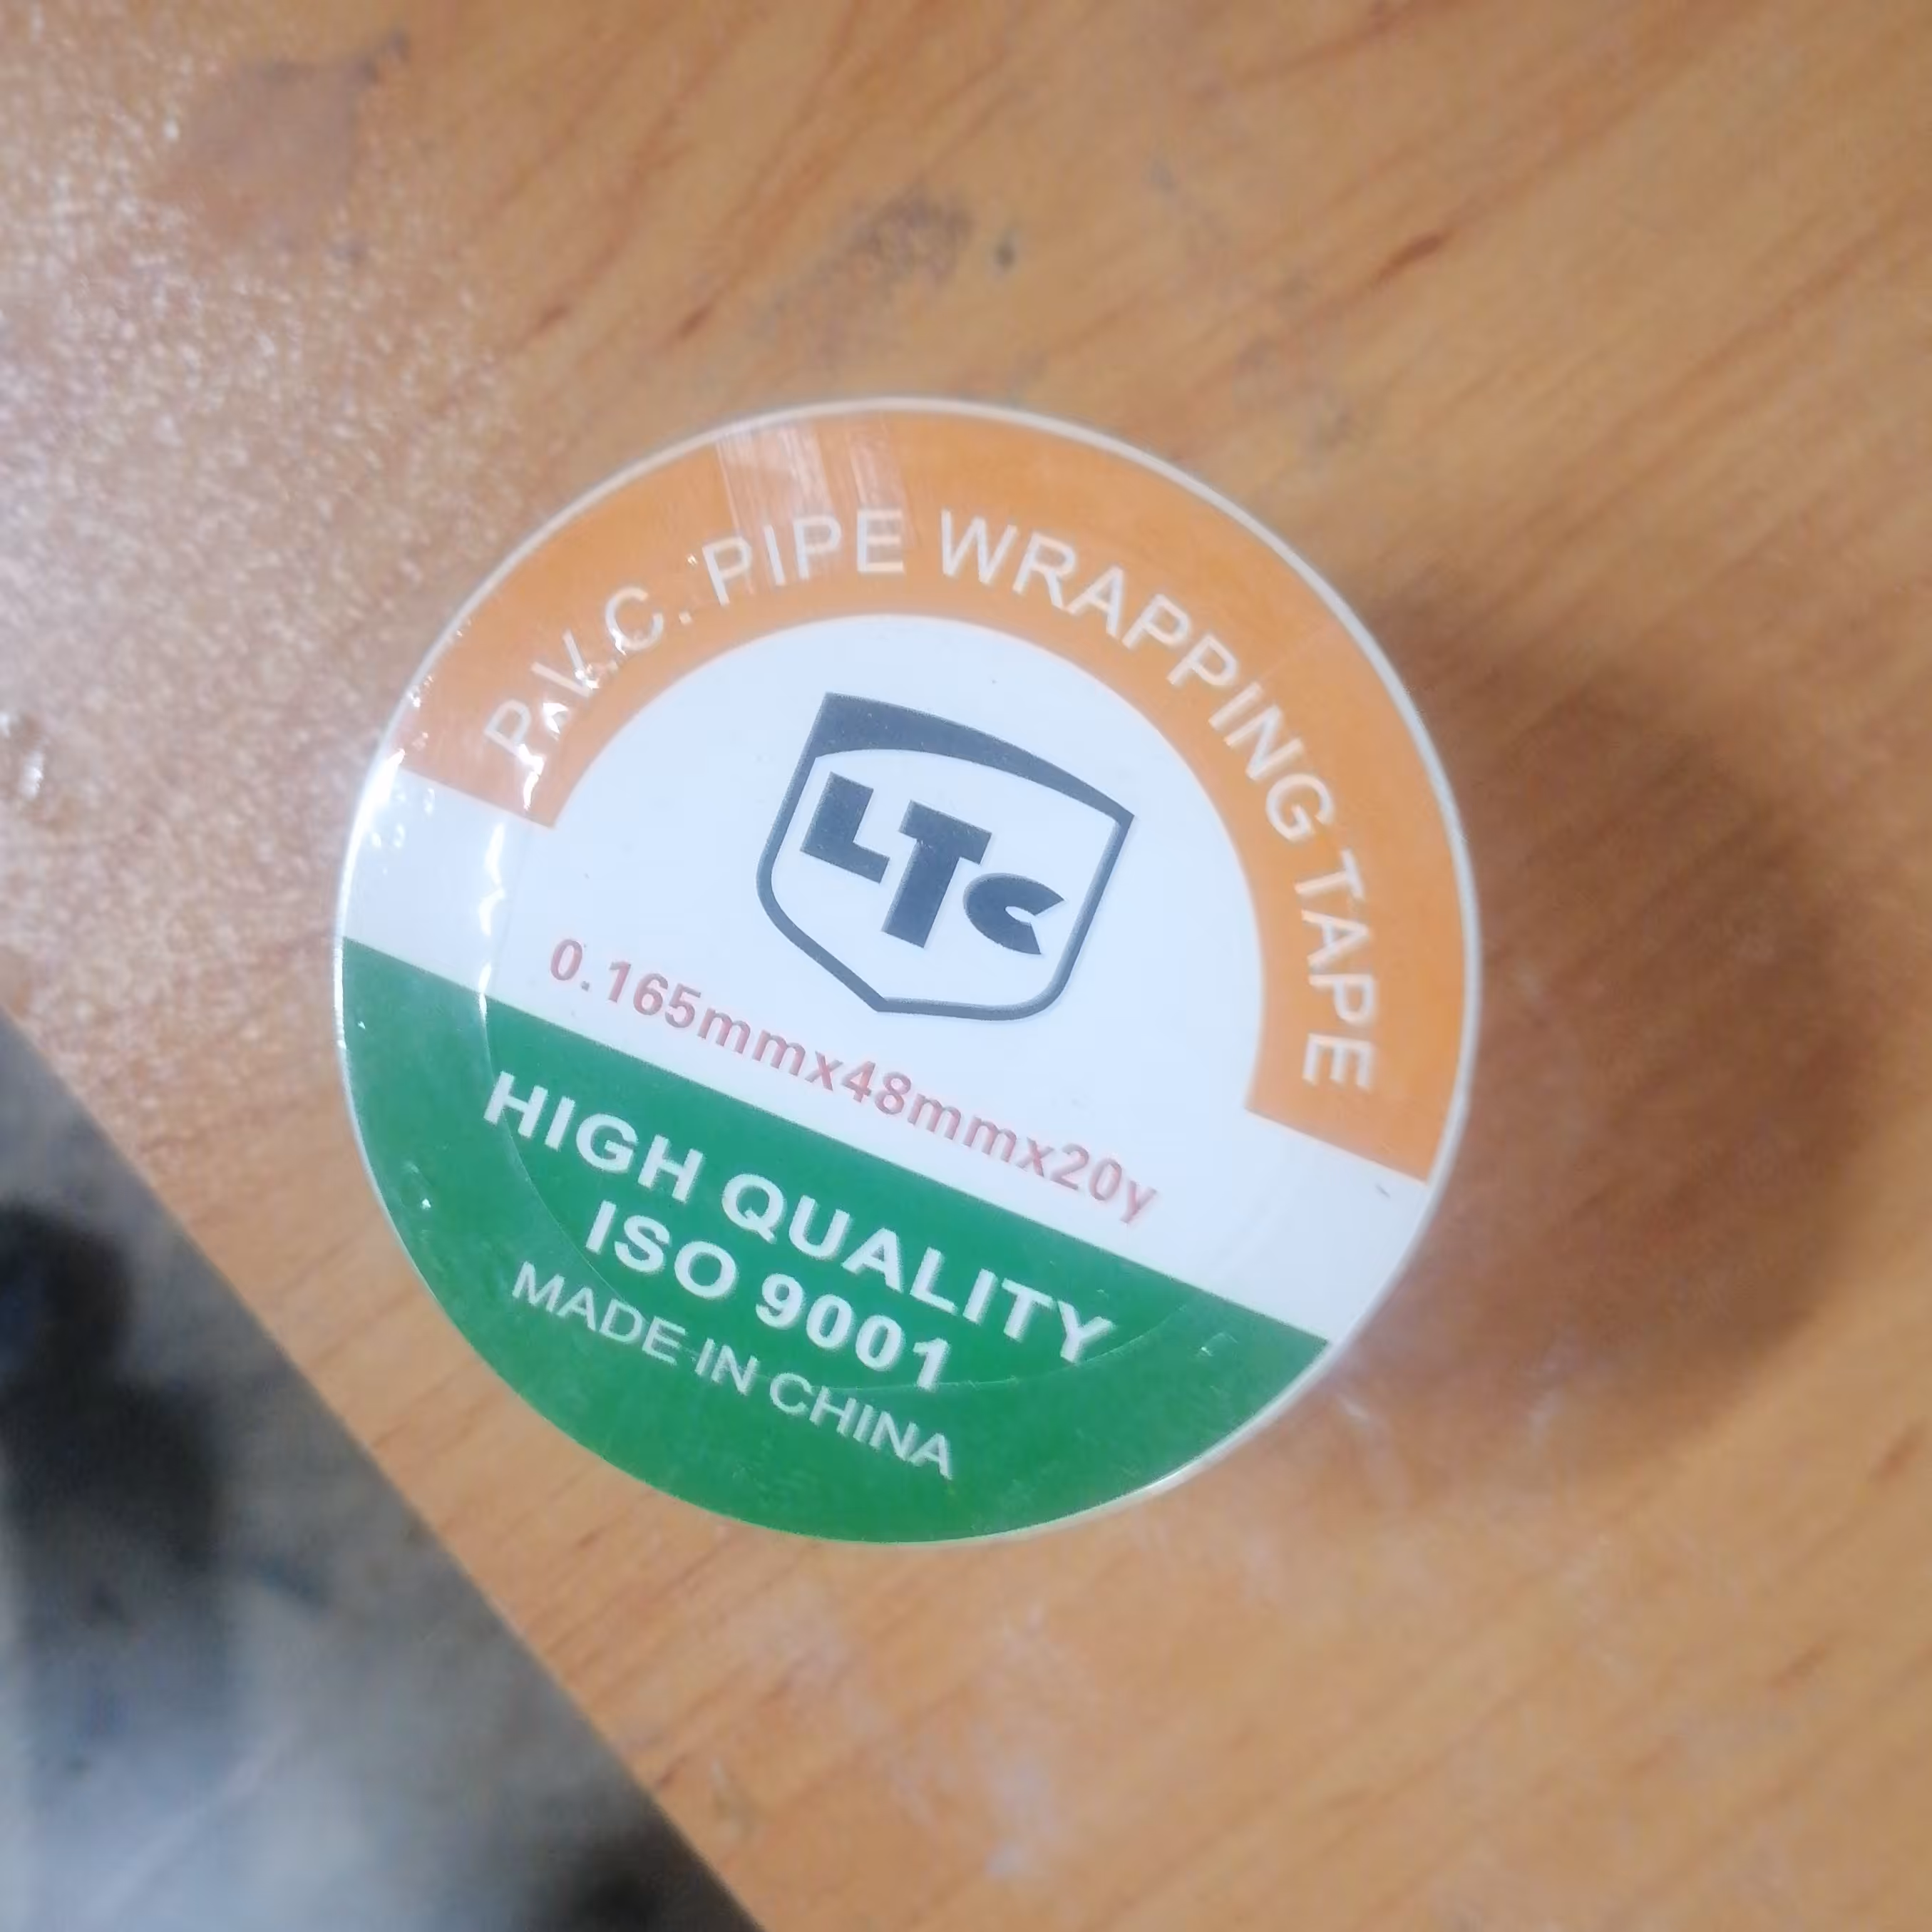 P.V.C. PIPE WRAPPING TAPE
LTC
0.165mmx48mmx20y
HIGH QUALITY
ISO 9001
MADE IN CHINA